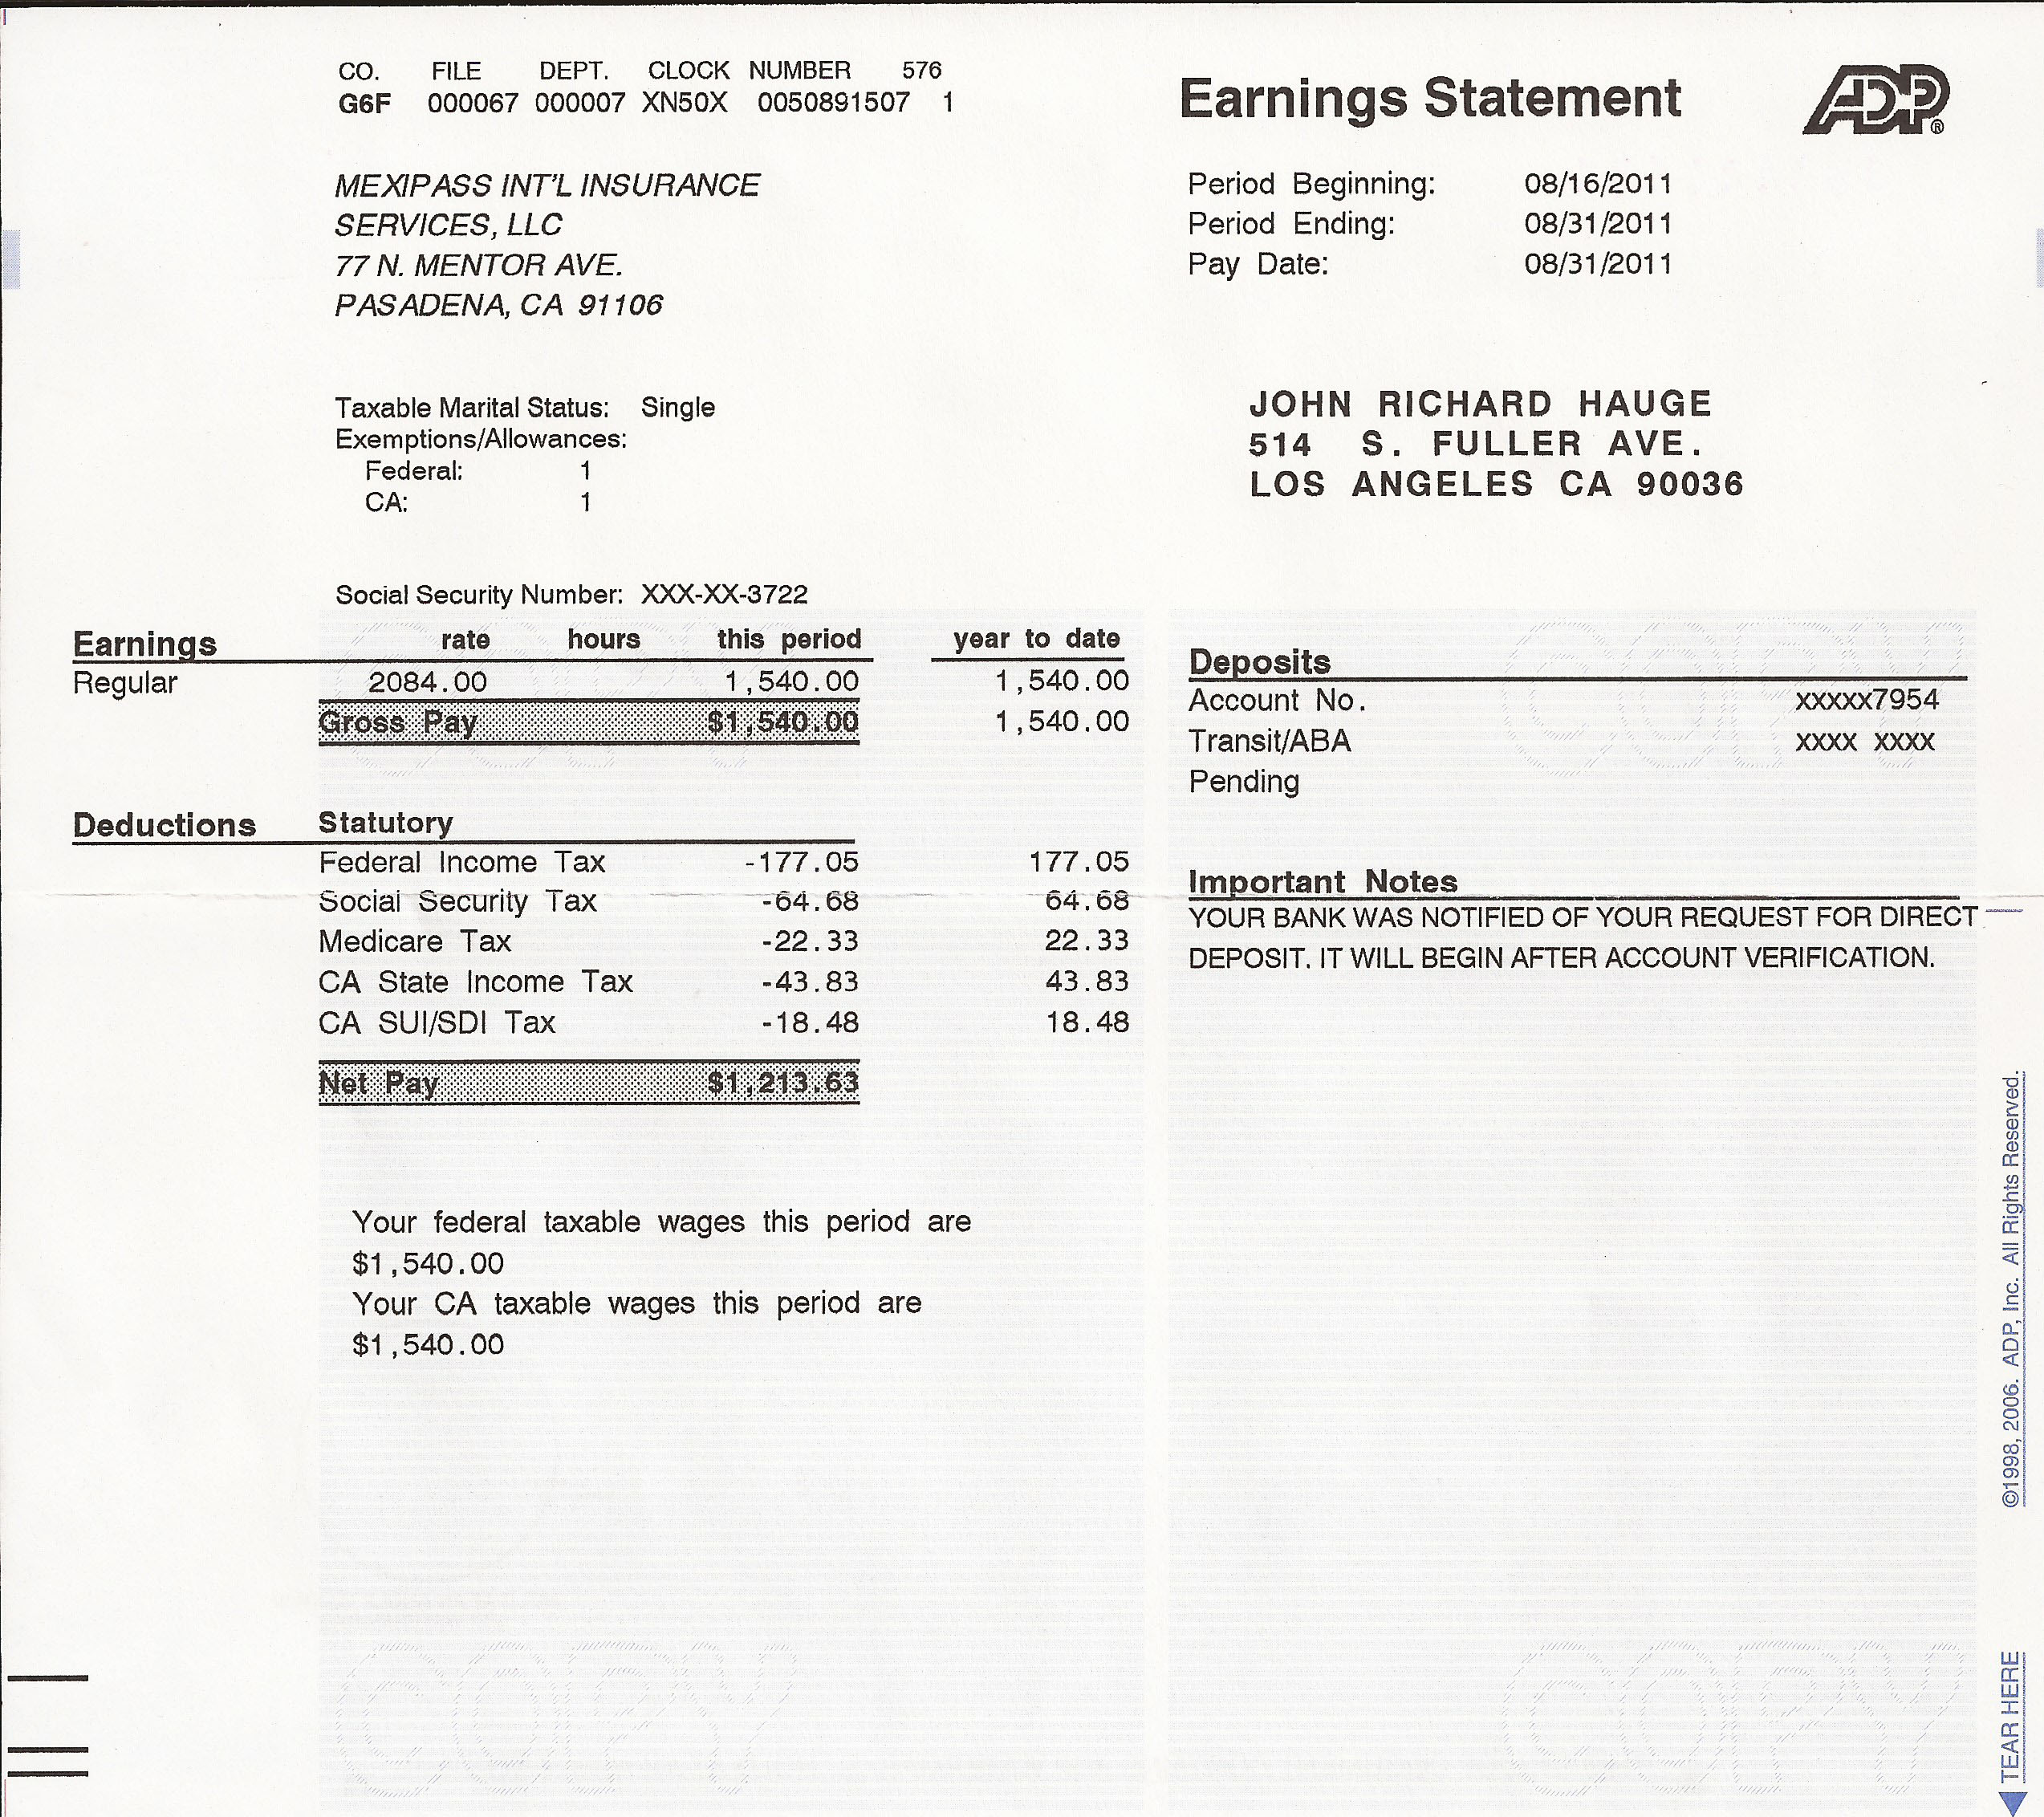 CO. FILE DEPT. CLOCK NUMBER 576
G6F 000067 000007 XN50X 0050891507 1
Earnings Statement
ADP®
MEXIPASS INT'L INSURANCE
SERVICES, LLC
77 N. MENTOR AVE.
PASADENA, CA 91106
Period Beginning: 08/16/2011
Period Ending: 08/31/2011
Pay Date: 08/31/2011
Taxable Marital Status: Single
Exemptions/Allowances:
Federal: 1
CA: 1
JOHN RICHARD HAUGE
514 S. FULLER AVE.
LOS ANGELES CA 90036
Social Security Number: XXX-XX-3722
Earnings rate hours this period year to date
Regular 2084.00 1,540.00 1,540.00
Gross Pay $1,540.00 1,540.00
Deductions Statutory
Federal Income Tax -177.05 177.05
Social Security Tax -64.68 64.68
Medicare Tax -22.33 22.33
CA State Income Tax -43.83 43.83
CA SUI/SDI Tax -18.48 18.48
Net Pay $1,213.63
Your federal taxable wages this period are
$1,540.00
Your CA taxable wages this period are
$1,540.00
Deposits
Account No. xxxxx7954
Transit/ABA xxxx xxxx
Pending
Important Notes
YOUR BANK WAS NOTIFIED OF YOUR REQUEST FOR DIRECT
DEPOSIT. IT WILL BEGIN AFTER ACCOUNT VERIFICATION.
COPY
COPY
COPY
COPY
©1998, 2006. ADP, Inc. All Rights Reserved.
TEAR HERE